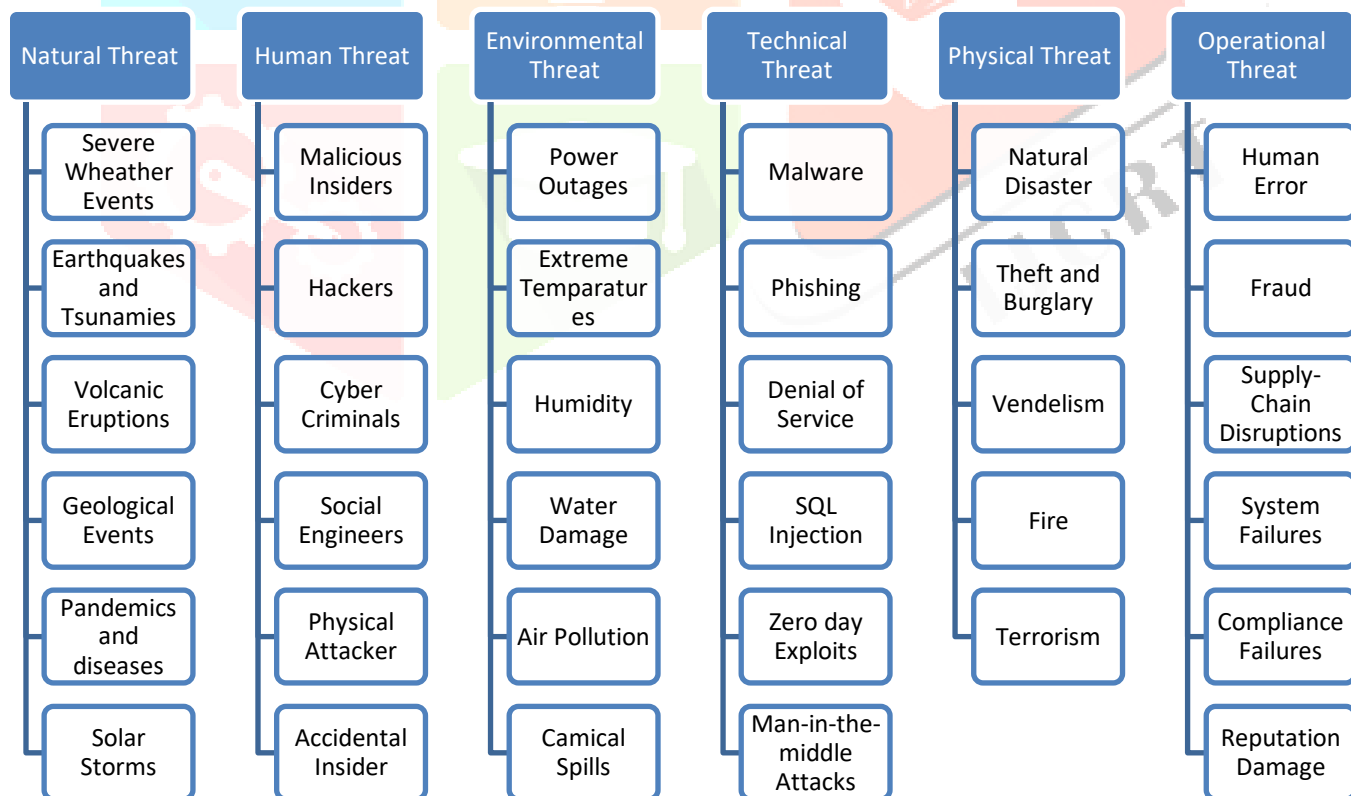 Natural Threat
Severe
Wheather
Events
Earthquakes
and
Tsunamies
Volcanic
Eruptions
Geological
Events
Pandemics
and
diseases
Solar
Storms
Human Threat
Malicious
Insiders
Hackers
Cyber
Criminals
Social
Engineers
Physical
Attacker
Accidental
Insider
Environmental
Threat
Power
Outages
Extreme
Temparatur
es
Humidity
Water
Damage
Air Pollution
Camical
Spills
Technical
Threat
Malware
Phishing
Denial of
Service
SQL
Injection
Zero day
Exploits
Man-in-the-
middle
Attacks
Physical Threat
Natural
Disaster
Theft and
Burglary
Vendelism
Fire
Terrorism
Operational
Threat
Human
Error
Fraud
Supply-
Chain
Disruptions
System
Failures
Compliance
Failures
Reputation
Damage